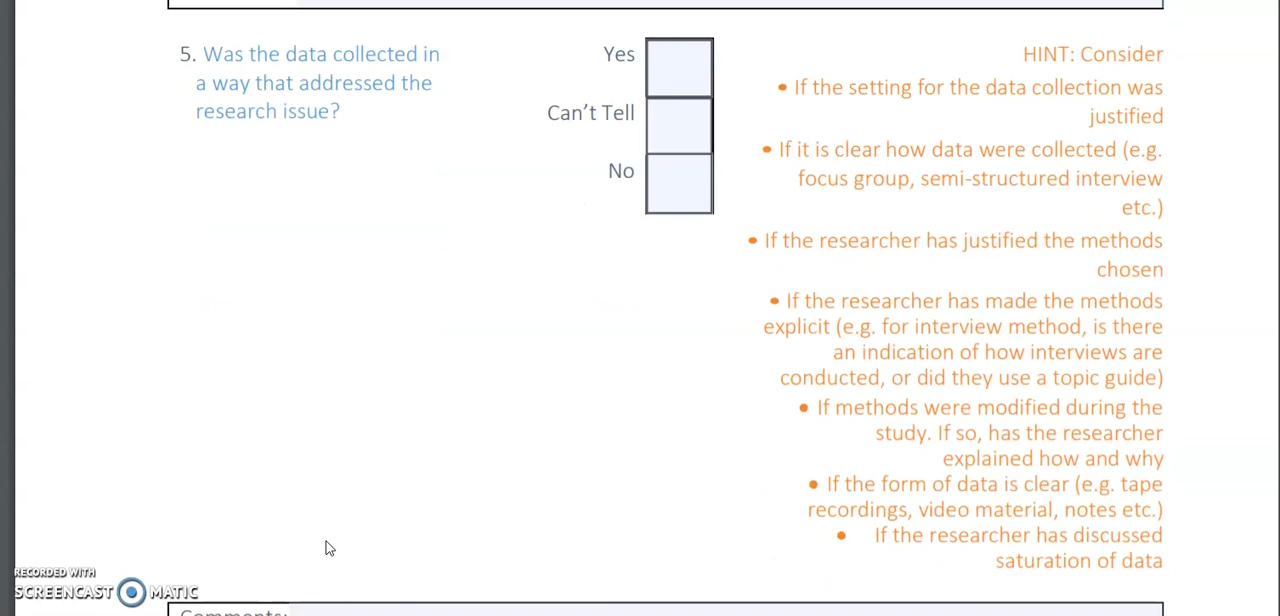 5. Was the data collected in
a way that addressed the
research issue?
Yes
Can't Tell
No
HINT: Consider
• If the setting for the data collection was
justified
• If it is clear how data were collected (e.g.
focus group, semi-structured interview
etc.)
• If the researcher has justified the methods
chosen
• If the researcher has made the methods
explicit (e.g. for interview method, is there
an indication of how interviews are
conducted, or did they use a topic guide)
• If methods were modified during the
study. If so, has the researcher
explained how and why
• If the form of data is clear (e.g. tape
recordings, video material, notes etc.)
• If the researcher has discussed
saturation of data
RECORDED WITH
SCREENCAST MATIC
Comments: